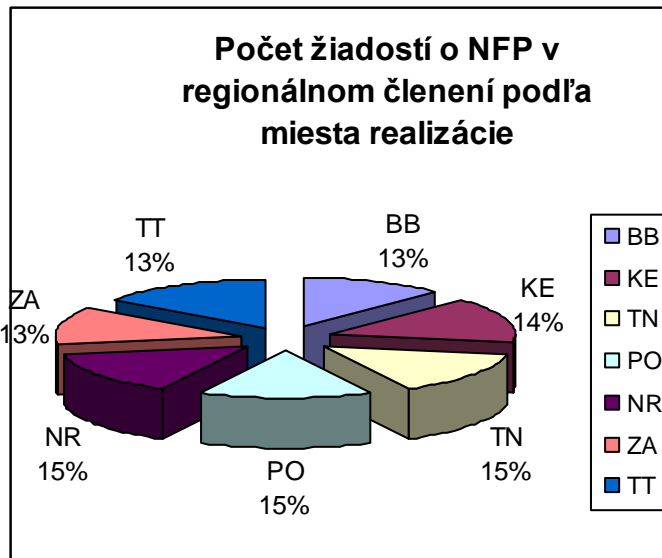 Počet žiadostí o NFP v
regionálnom členení podľa
miesta realizácie
TT
13%
BB
13%
KE
14%
ZA
13%
NR
15%
PO
15%
TN
15%
BB
KE
TN
PO
NR
ZA
TT